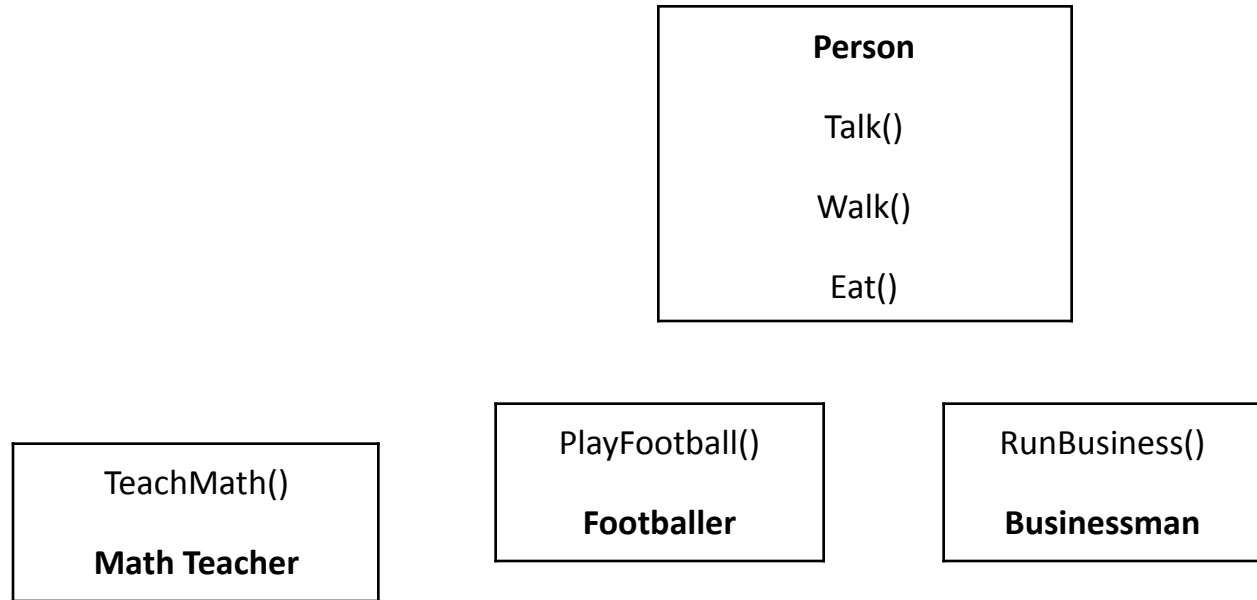 Person
Talk()
Walk()
Eat()
TeachMath()
Math Teacher
PlayFootball()
Footballer
RunBusiness()
Businessman